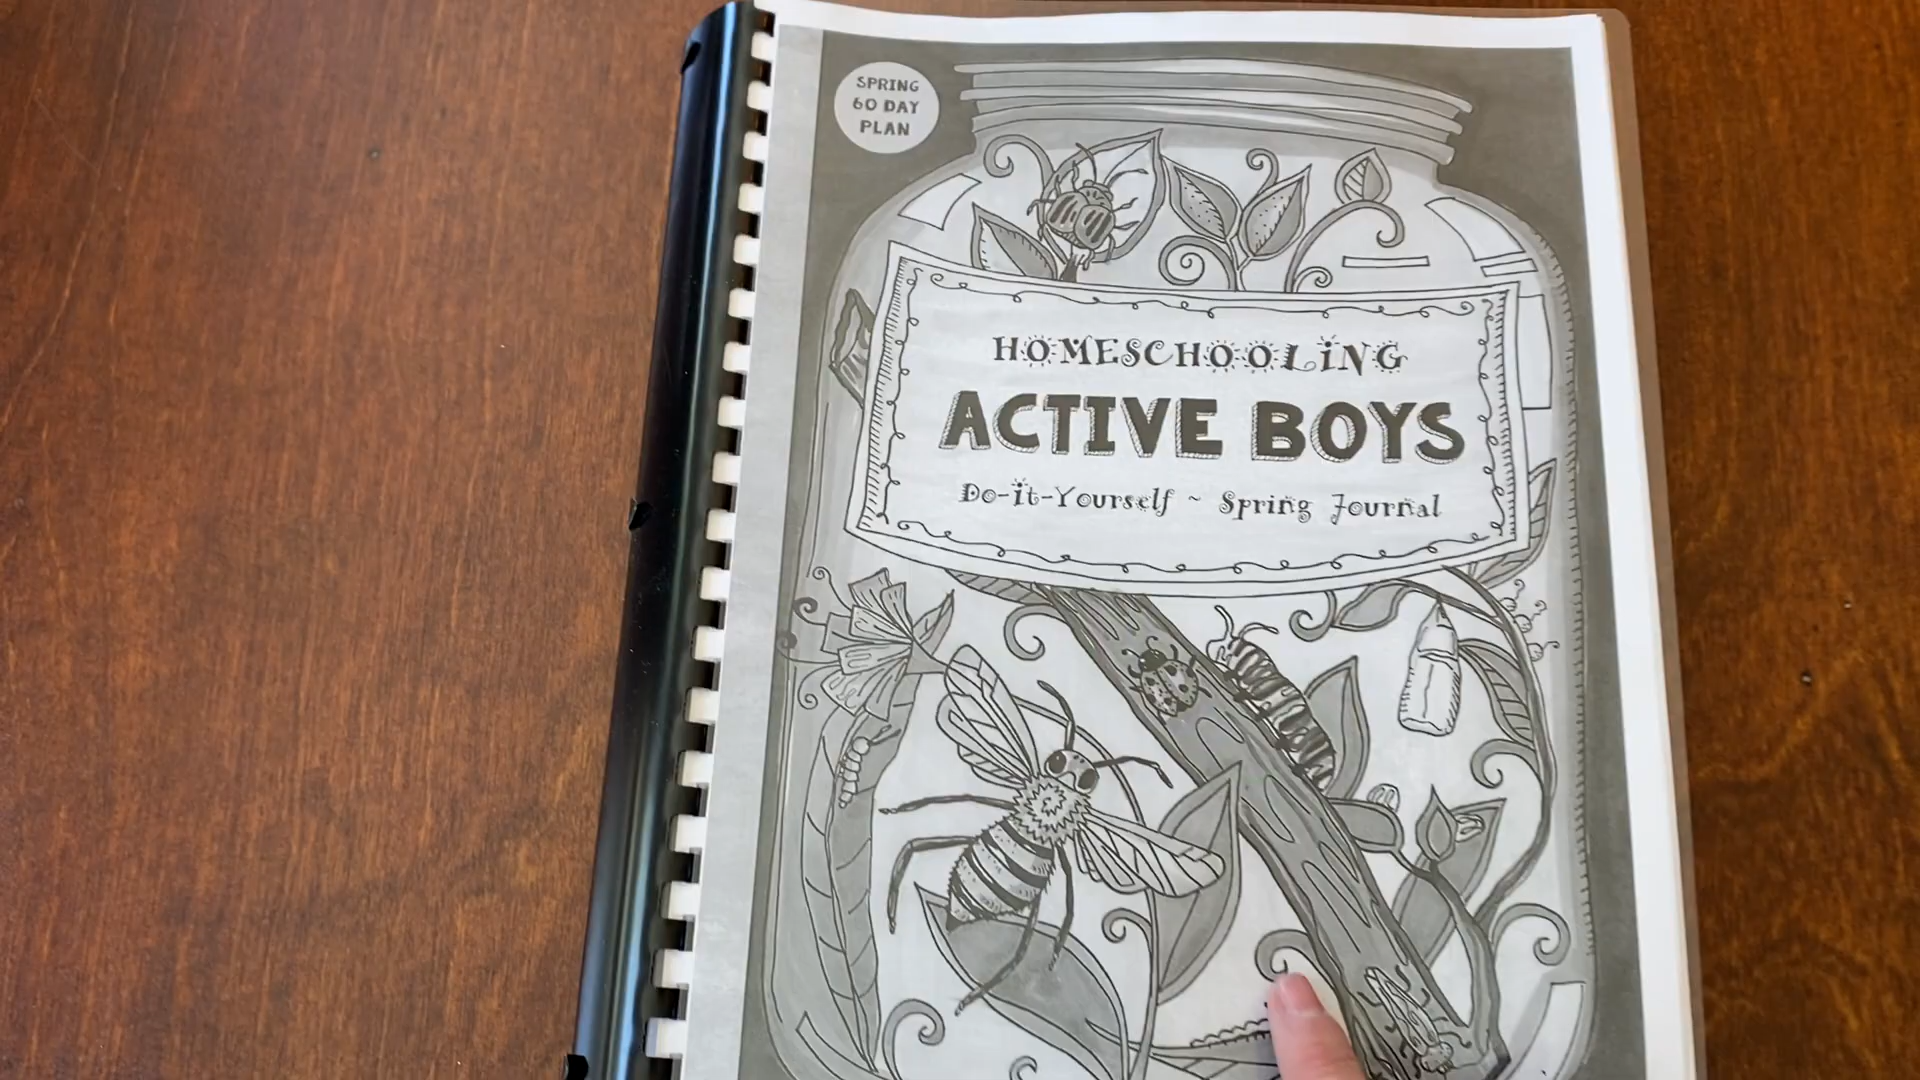 SPRING
60 DAY
PLAN
HOMESCHOOLiNG
ACTIVE BOYS
Do-it-Yourself ~ Spring Journal